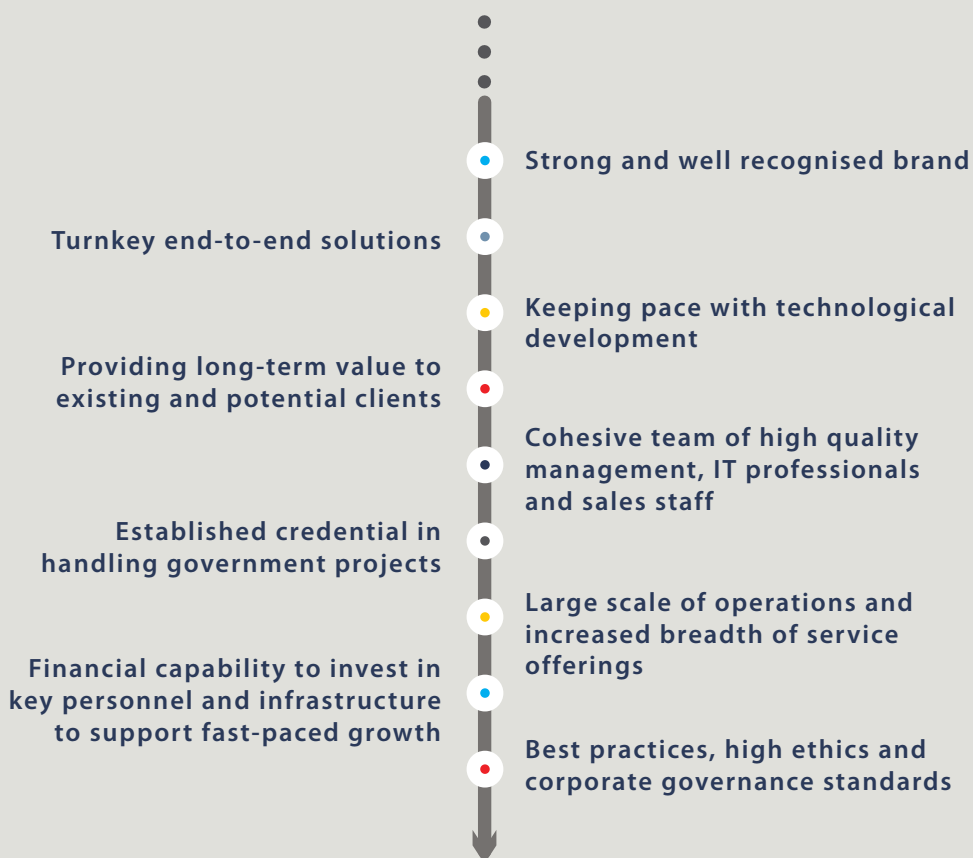 Strong and well recognised brand
Turnkey end-to-end solutions
Keeping pace with technological
development
Providing long-term value to
existing and potential clients
Cohesive team of high quality
management, IT professionals
and sales staff
Established credential in
handling government projects
Large scale of operations and
increased breadth of service
offerings
Financial capability to invest in
key personnel and infrastructure
to support fast-paced growth
Best practices, high ethics and
corporate governance standards